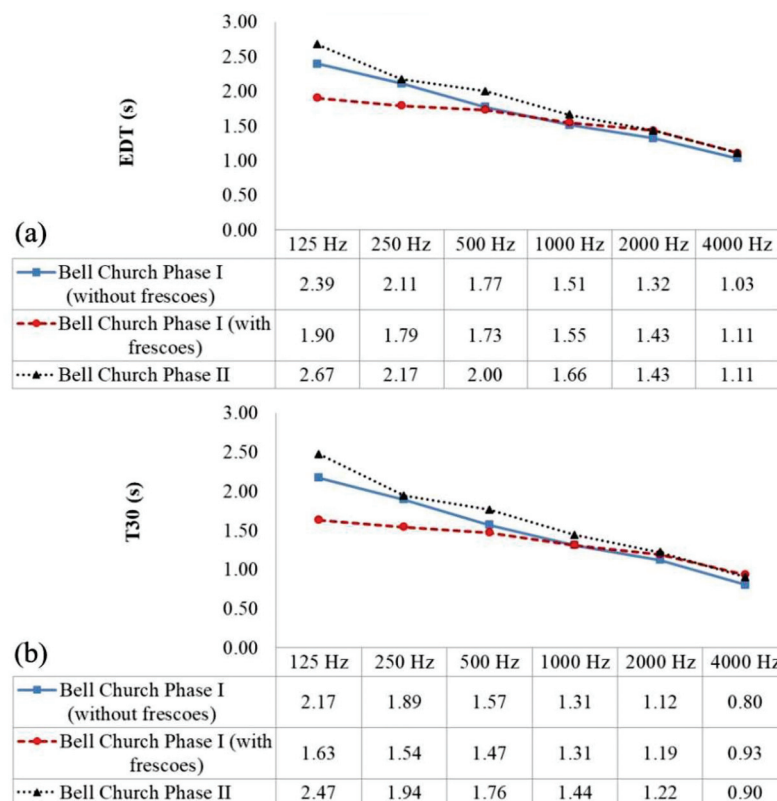 3.00
2.50
2.00
1.50
1.00
0.50
0.00
EDT (s)
(a)
125 Hz 250 Hz 500 Hz 1000 Hz 2000 Hz 4000 Hz
Bell Church Phase I
(without frescoes) 2.39 2.11 1.77 1.51 1.32 1.03
Bell Church Phase I (with
frescoes) 1.90 1.79 1.73 1.55 1.43 1.11
Bell Church Phase II 2.67 2.17 2.00 1.66 1.43 1.11
3.00
2.50
2.00
1.50
1.00
0.50
0.00
T30 (s)
(b)
125 Hz 250 Hz 500 Hz 1000 Hz 2000 Hz 4000 Hz
Bell Church Phase I
(without frescoes) 2.17 1.89 1.57 1.31 1.12 0.80
Bell Church Phase I (with
frescoes) 1.63 1.54 1.47 1.31 1.19 0.93
Bell Church Phase II 2.47 1.94 1.76 1.44 1.22 0.90